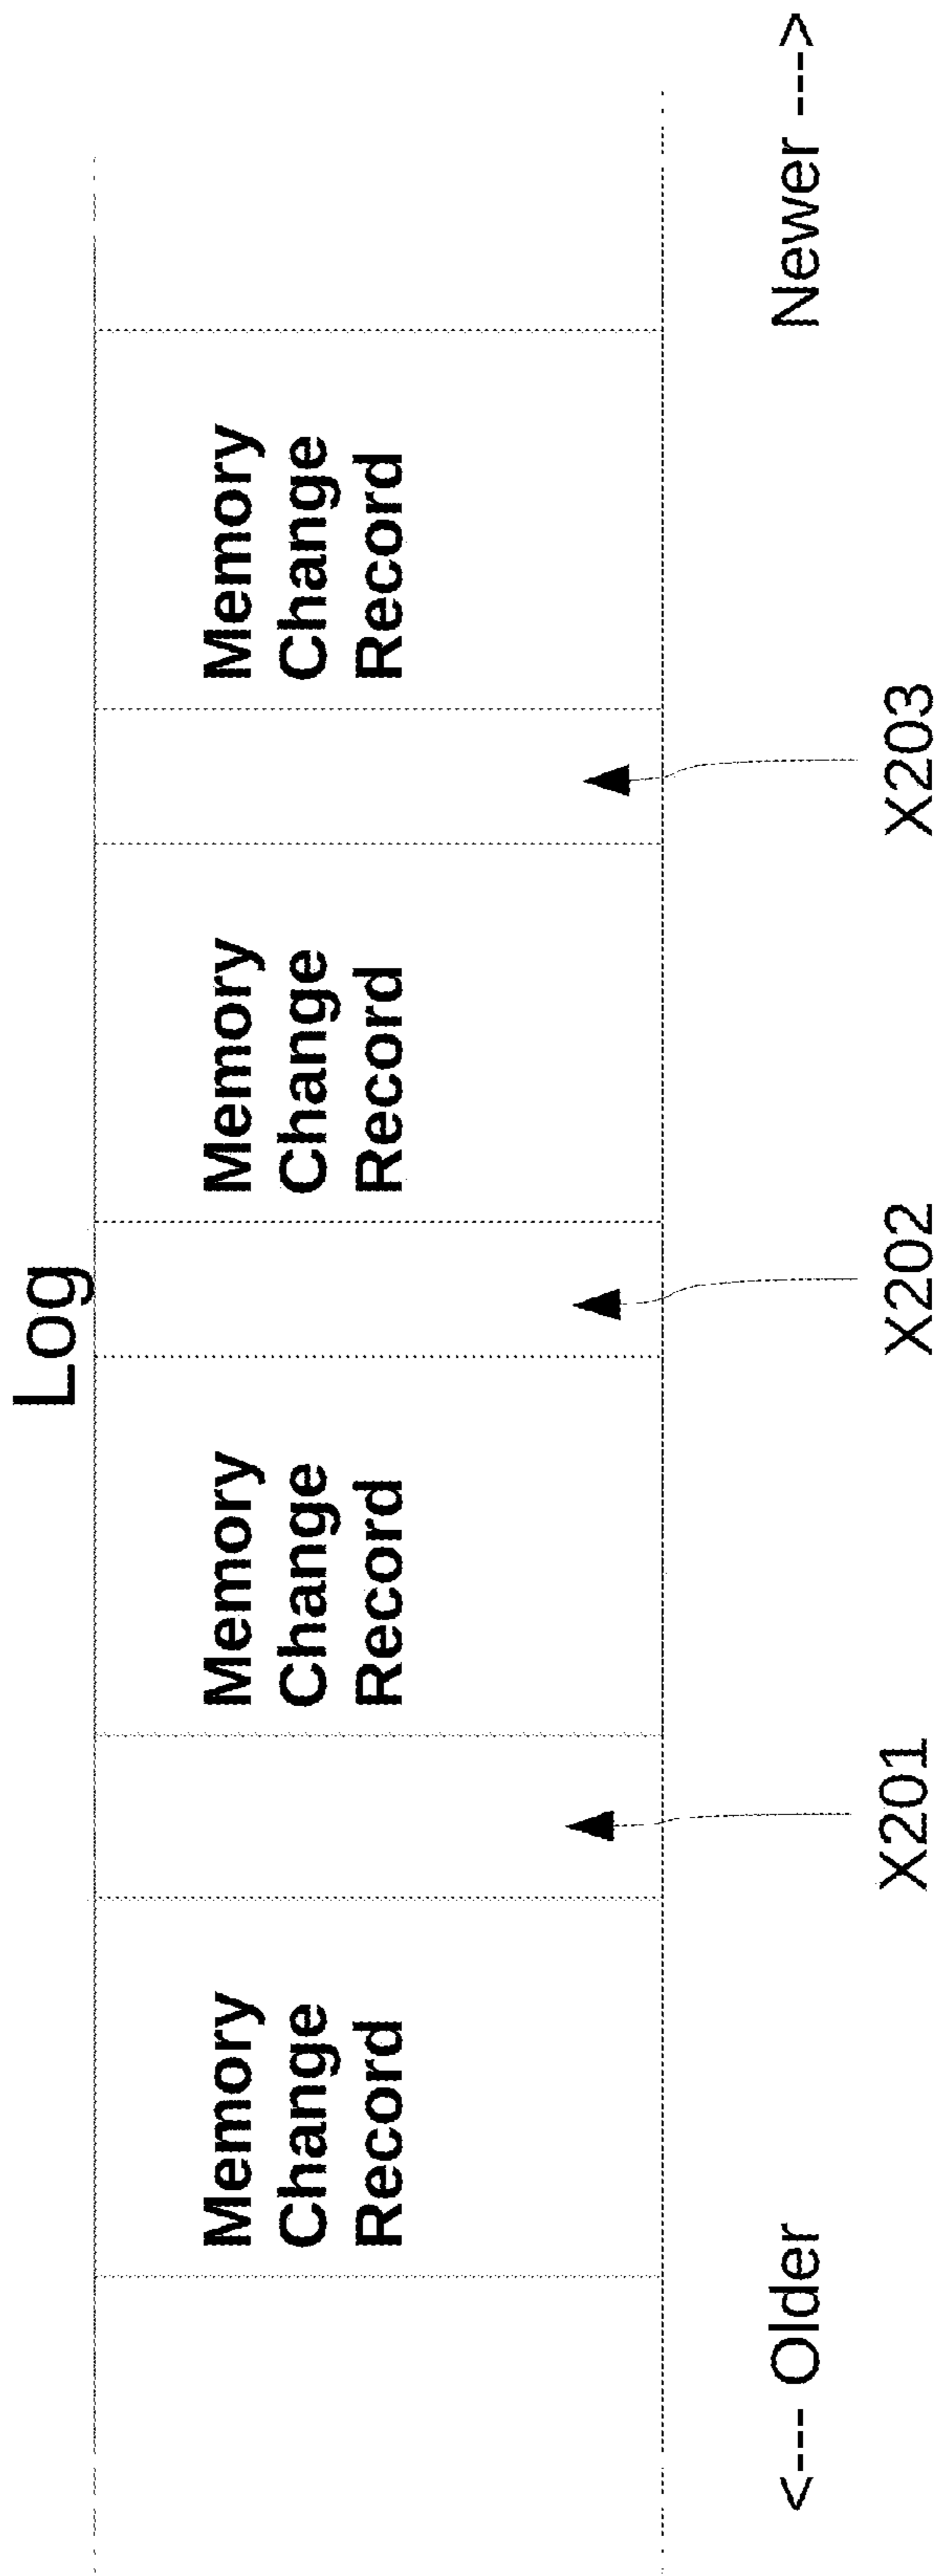 Log
Memory
Change
Record
Memory
Change
Record
Memory
Change
Record
Memory
Change
Record
<--- Older
Newer --->
X201
X202
X203